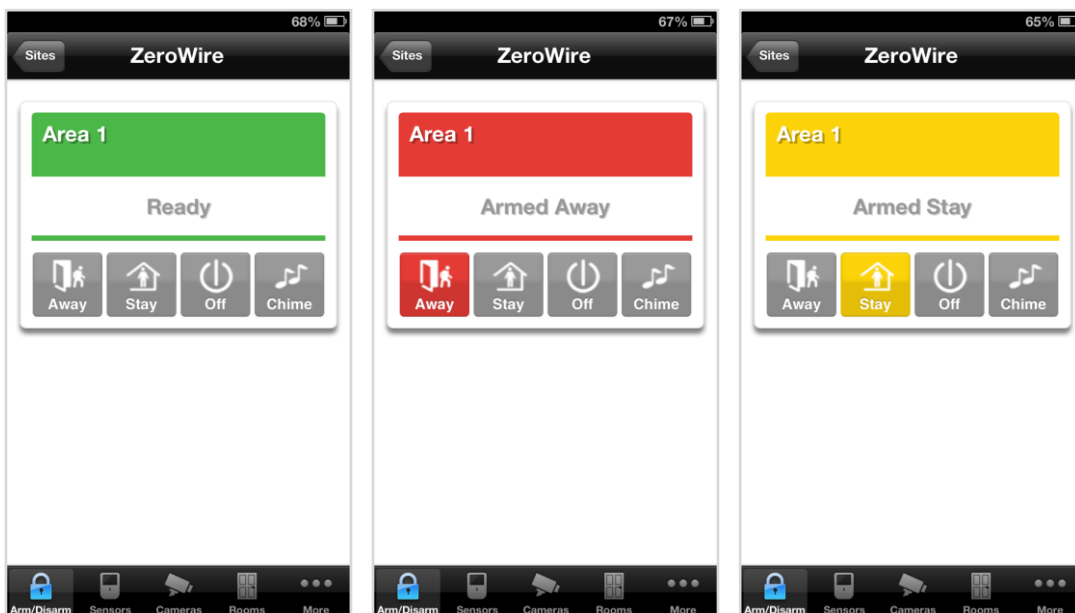 68%
Sites ZeroWire
Area 1
Ready
Away Stay Off Chime
Arm/Disarm Sensors Cameras Rooms More
67%
Sites ZeroWire
Area 1
Armed Away
Away Stay Off Chime
Arm/Disarm Sensors Cameras Rooms More
65%
Sites ZeroWire
Area 1
Armed Stay
Away Stay Off Chime
Arm/Disarm Sensors Cameras Rooms More